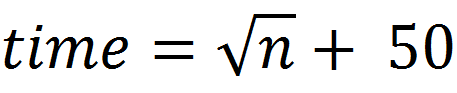 time = √n + 50